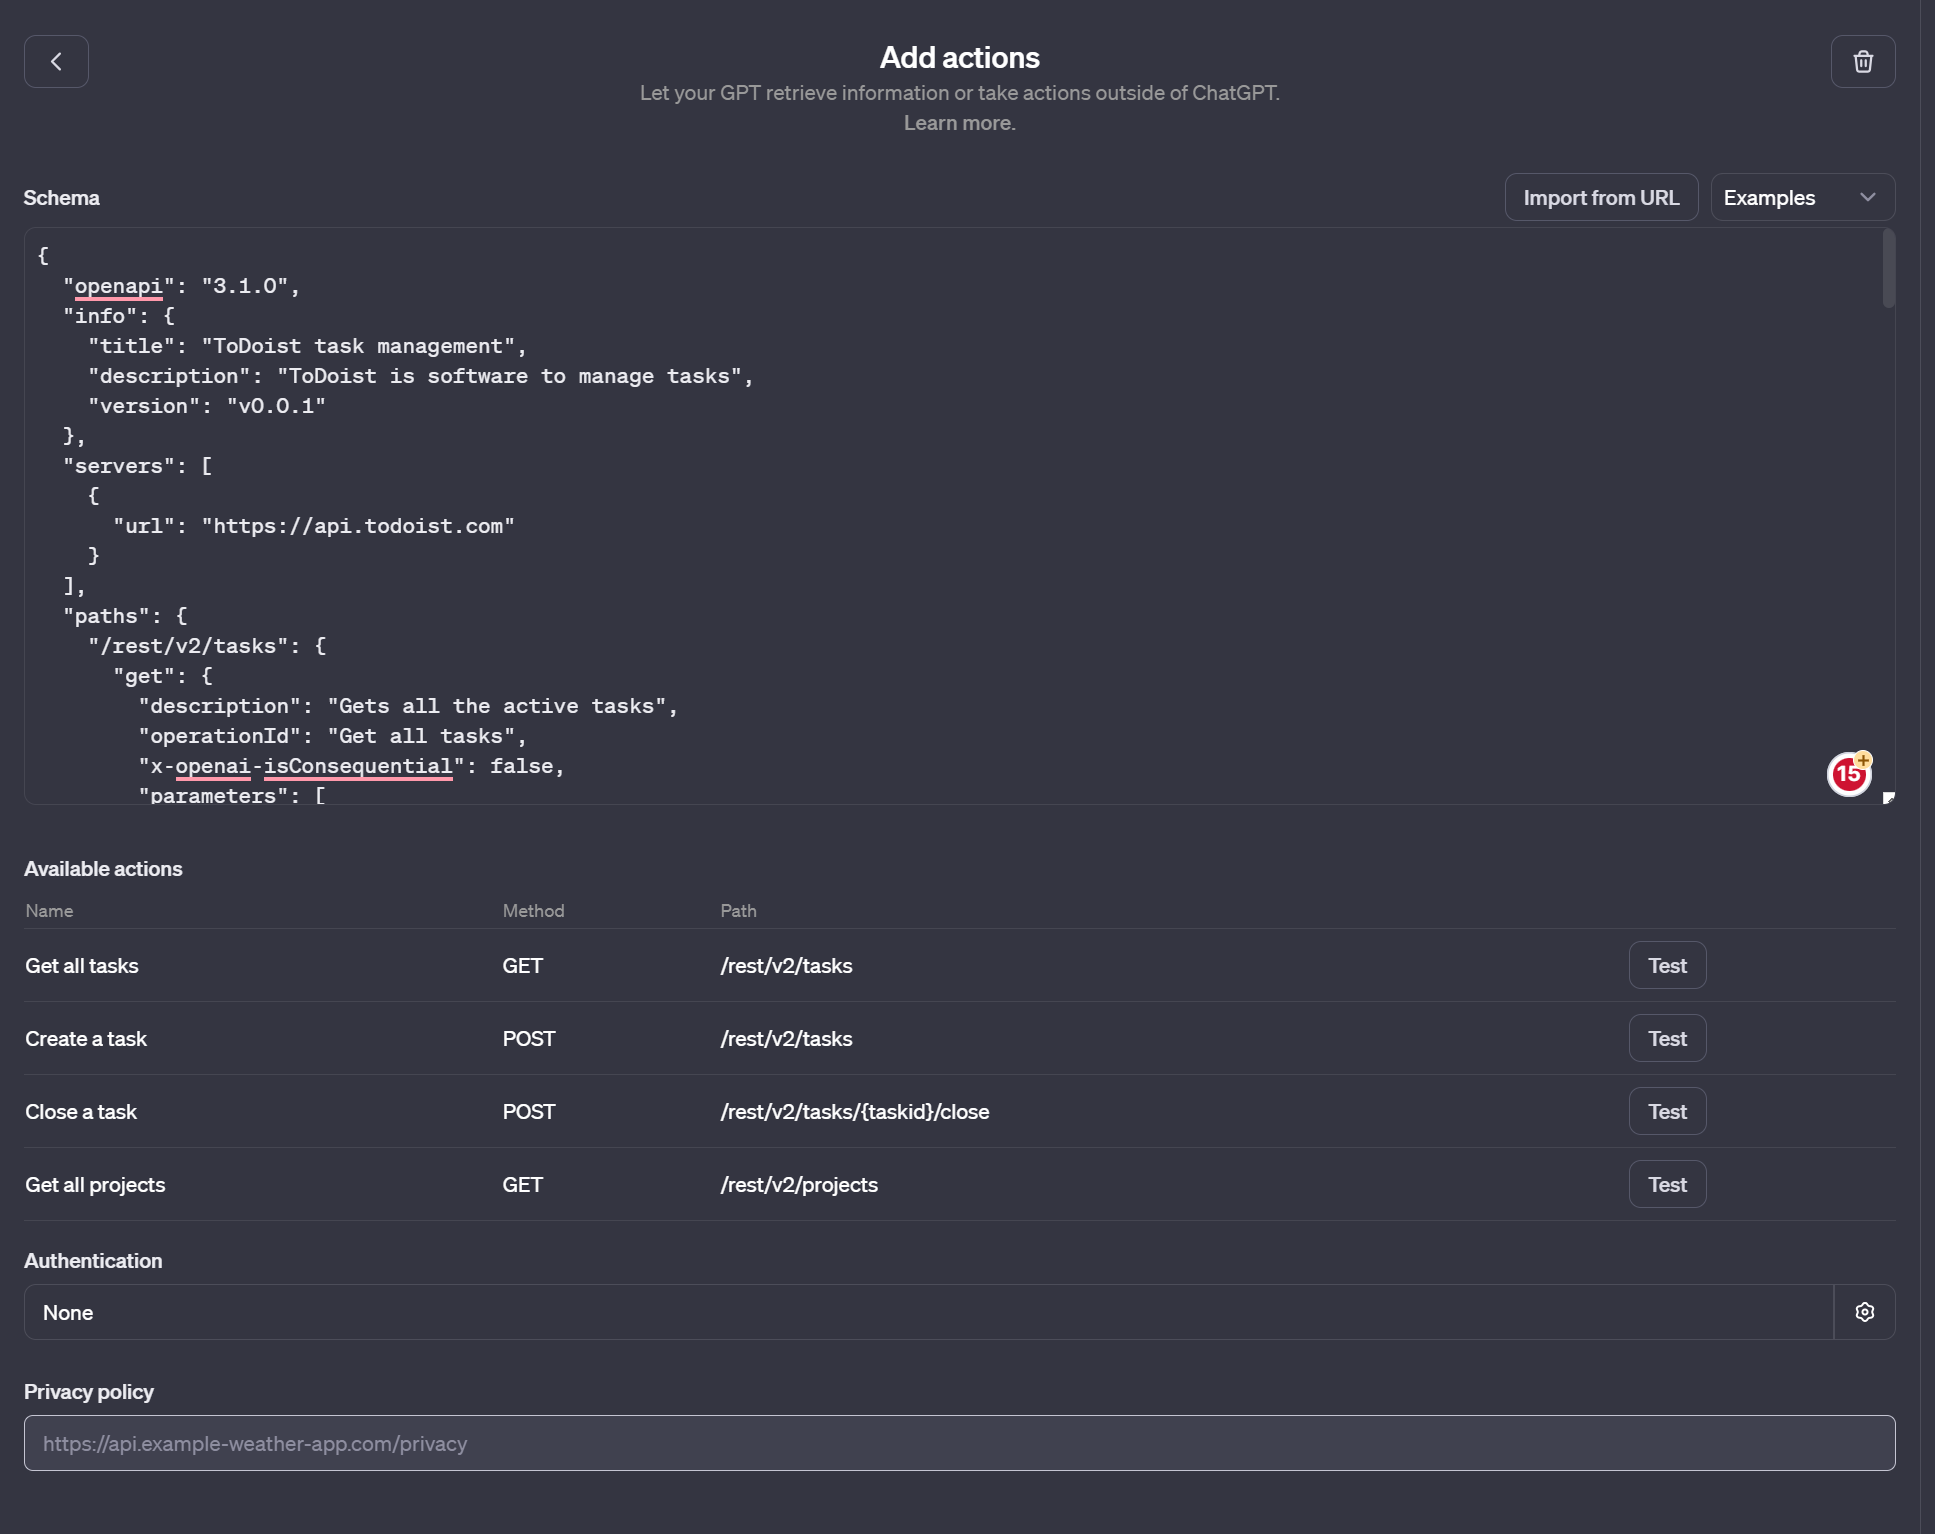 Add actions
Let your GPT retrieve information or take actions outside of ChatGPT.
Learn more.
Schema
Import from URL
Examples
{
  "openapi": "3.1.0",
  "info": {
    "title": "ToDoist task management",
    "description": "ToDoist is software to manage tasks",
    "version": "v0.0.1"
  },
  "servers": [
    {
      "url": "https://api.todoist.com"
    }
  ],
  "paths": {
    "/rest/v2/tasks": {
      "get": {
        "description": "Gets all the active tasks",
        "operationId": "Get all tasks",
        "x-openai-isConsequential": false,
        "parameters": [
15
Available actions
Name Method Path
Get all tasks GET /rest/v2/tasks Test
Create a task POST /rest/v2/tasks Test
Close a task POST /rest/v2/tasks/{taskid}/close Test
Get all projects GET /rest/v2/projects Test
Authentication
None
Privacy policy
https://api.example-weather-app.com/privacy